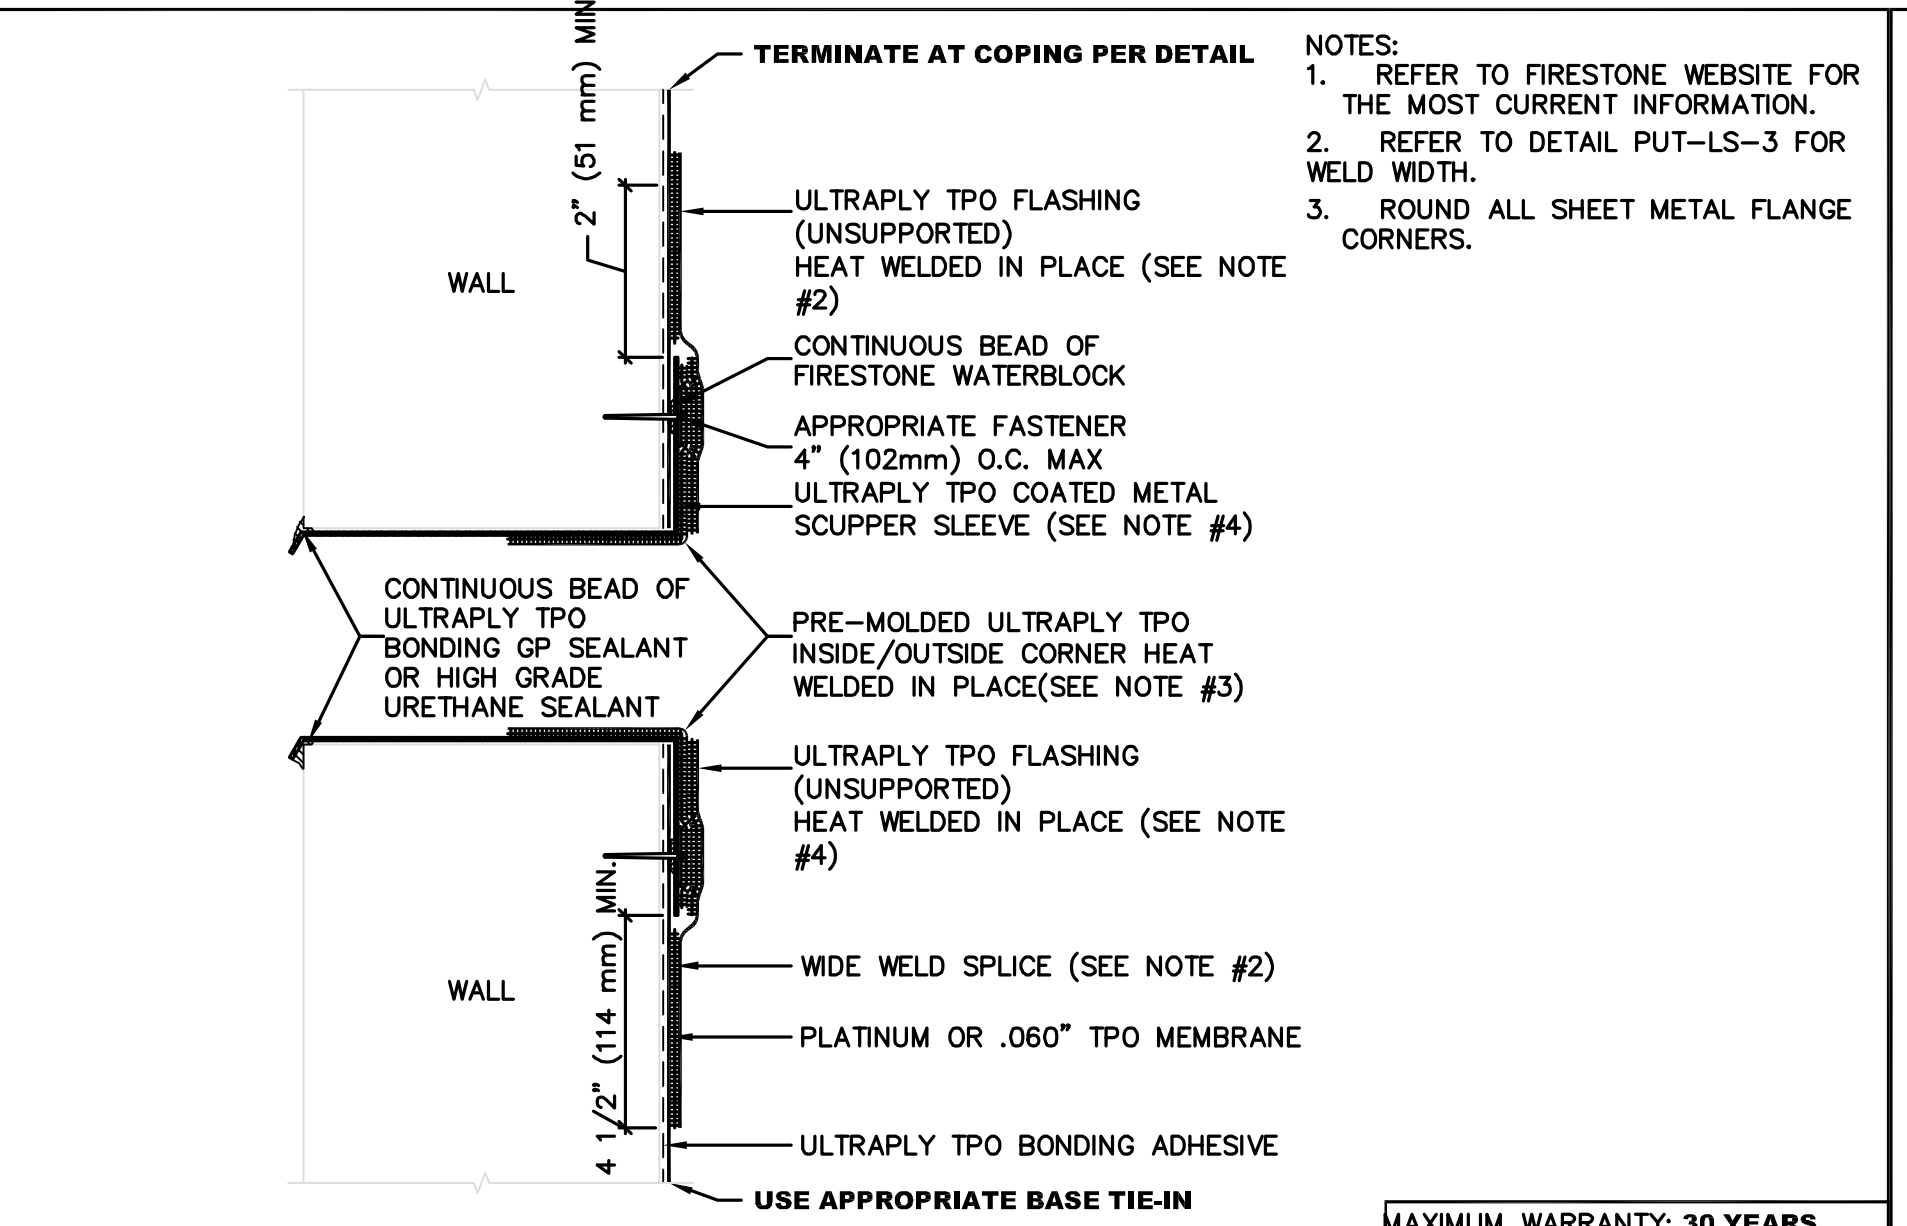 TERMINATE AT COPING PER DETAIL
NOTES:
1. REFER TO FIRESTONE WEBSITE FOR
THE MOST CURRENT INFORMATION.
2. REFER TO DETAIL PUT-LS-3 FOR
WELD WIDTH.
3. ROUND ALL SHEET METAL FLANGE
CORNERS.
2" (51 mm) MIN
WALL
ULTRAPLY TPO FLASHING
(UNSUPPORTED)
HEAT WELDED IN PLACE (SEE NOTE
#2)
CONTINUOUS BEAD OF
FIRESTONE WATERBLOCK
APPROPRIATE FASTENER
4" (102mm) O.C. MAX
ULTRAPLY TPO COATED METAL
SCUPPER SLEEVE (SEE NOTE #4)
CONTINUOUS BEAD OF
ULTRAPLY TPO
BONDING GP SEALANT
OR HIGH GRADE
URETHANE SEALANT
PRE-MOLDED ULTRAPLY TPO
INSIDE/OUTSIDE CORNER HEAT
WELDED IN PLACE(SEE NOTE #3)
ULTRAPLY TPO FLASHING
(UNSUPPORTED)
HEAT WELDED IN PLACE (SEE NOTE
#4)
4 1/2" (114 mm) MIN.
WALL
WIDE WELD SPLICE (SEE NOTE #2)
PLATINUM OR .060" TPO MEMBRANE
ULTRAPLY TPO BONDING ADHESIVE
USE APPROPRIATE BASE TIE-IN
MAXIMUM WARRANTY: 30 YEARS